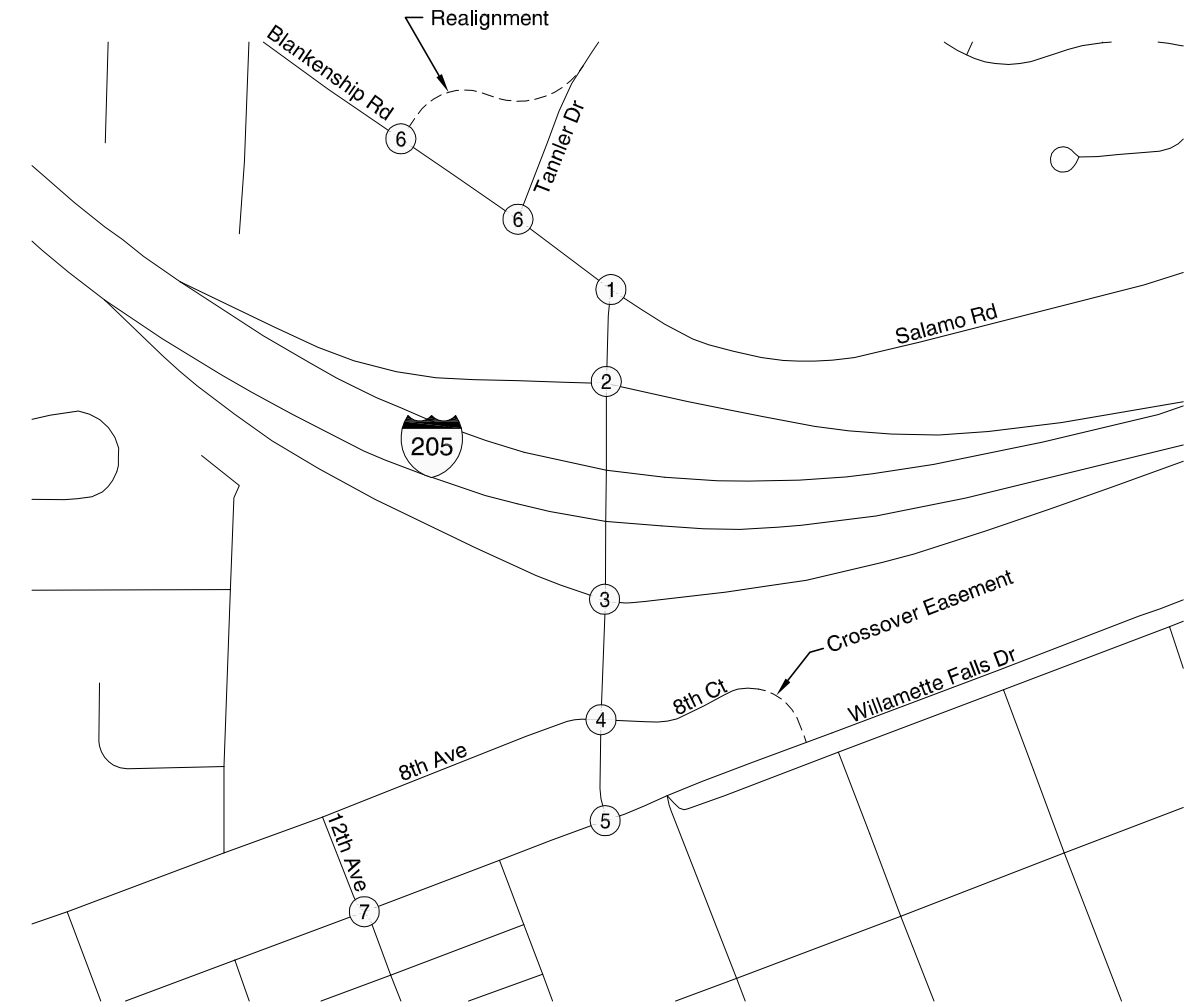 Realignment
Blankenship Rd
6
Tannler Dr
6
1
Salamo Rd
2
205
3
Crossover Easement
8th Ct
Willamette Falls Dr
4
8th Ave
5
12th Ave
7